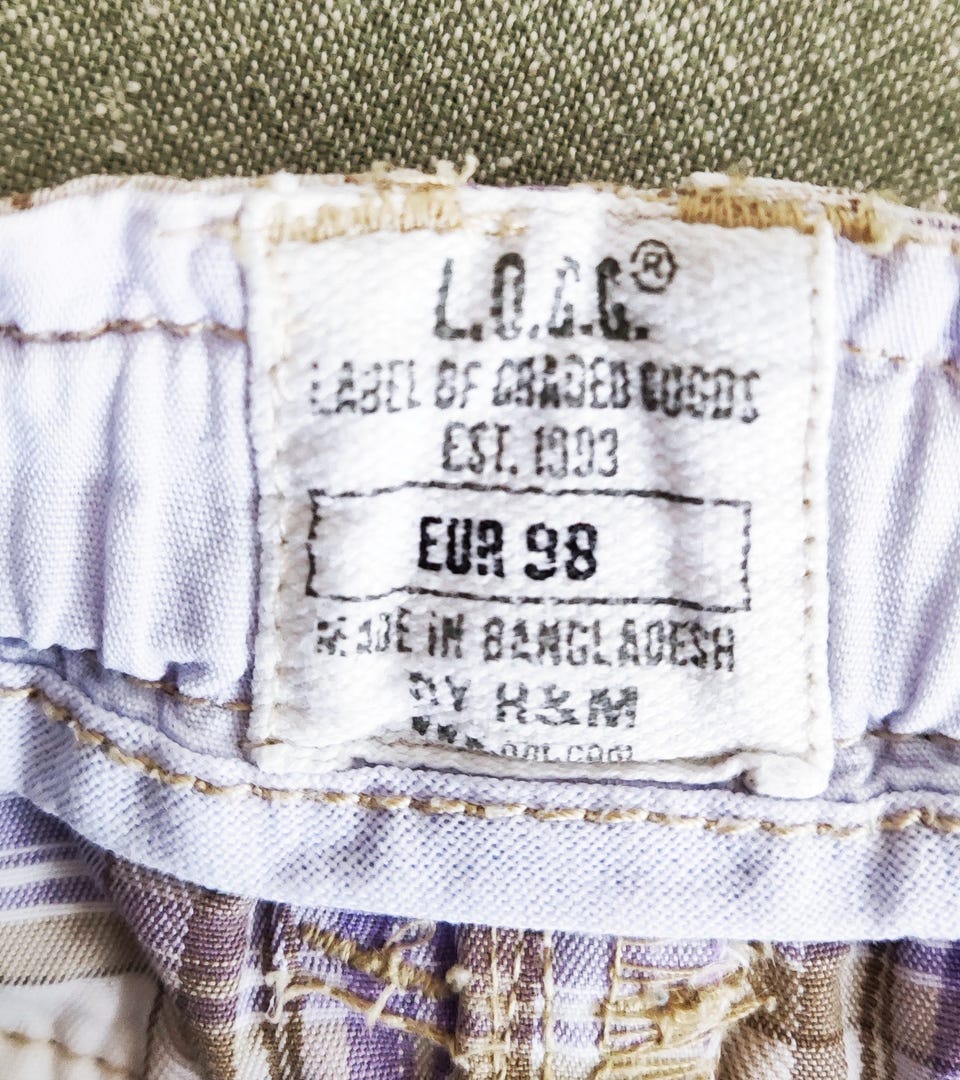 L.O.G.G.®
LABEL OF GRADED GOODS
EST. 1993
EUR 98
MADE IN BANGLADESH
BY H&M